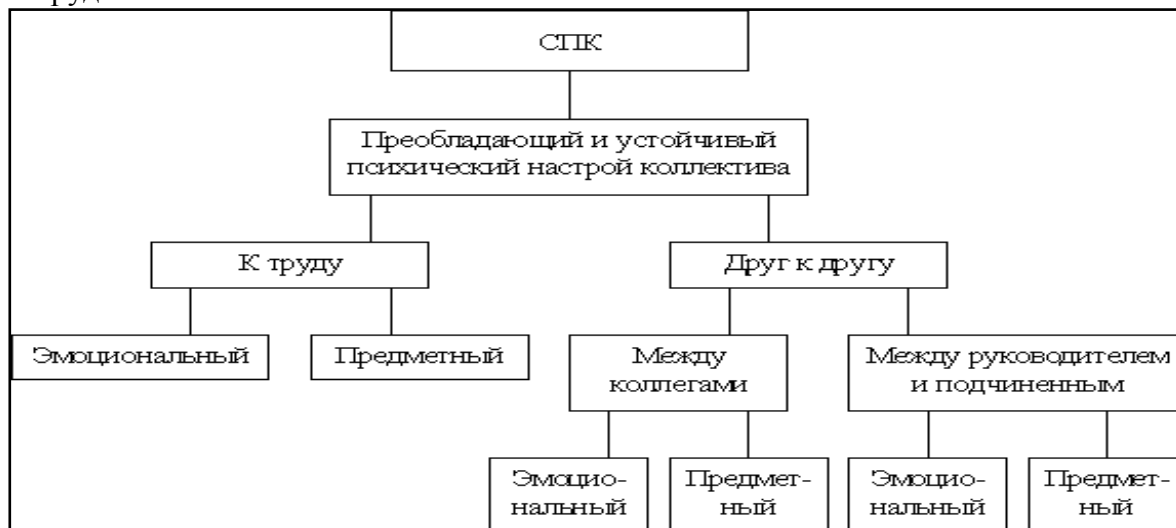 СПК
Преобладающий и устойчивый
психический настрой коллектива
К труду
Друг к другу
Эмоциональный
Предметный
Между
коллегами
Между руководителем
и подчиненным
Эмоцио-
нальный
Предмет-
ный
Эмоцио-
нальный
Предмет-
ный